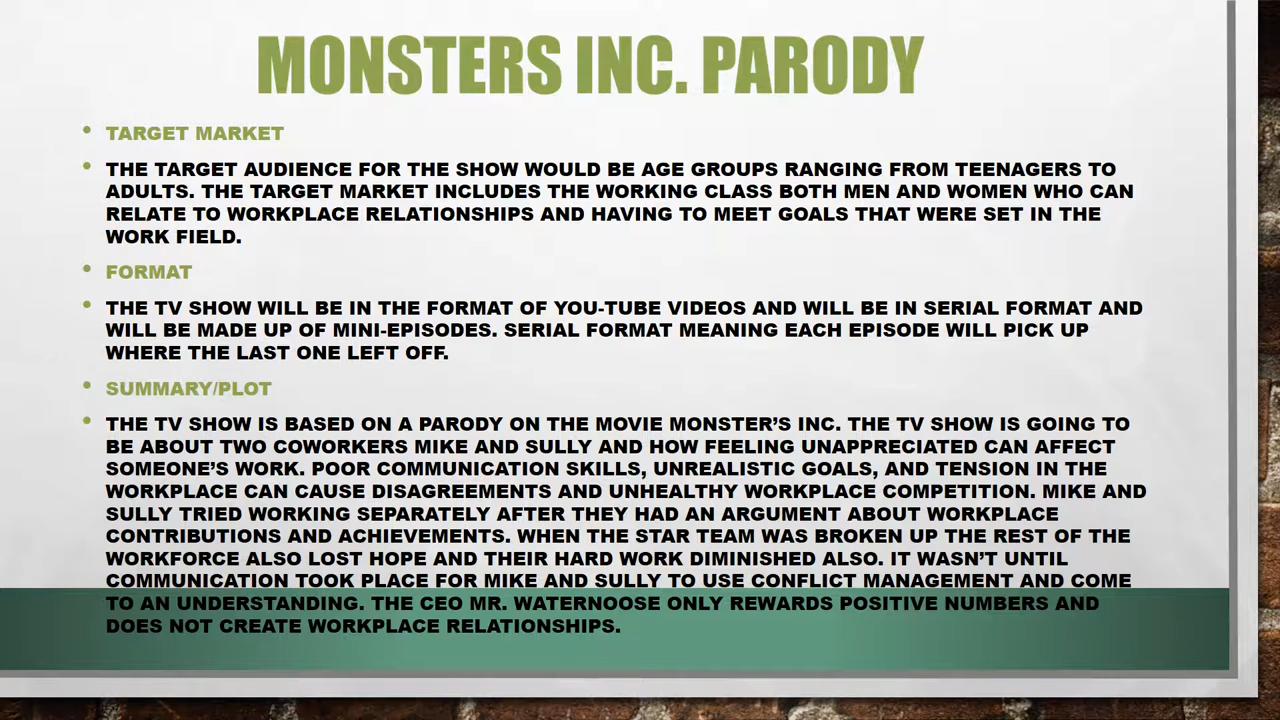 MONSTERS INC. PARODY
• TARGET MARKET
• THE TARGET AUDIENCE FOR THE SHOW WOULD BE AGE GROUPS RANGING FROM TEENAGERS TO
ADULTS. THE TARGET MARKET INCLUDES THE WORKING CLASS BOTH MEN AND WOMEN WHO CAN
RELATE TO WORKPLACE RELATIONSHIPS AND HAVING TO MEET GOALS THAT WERE SET IN THE
WORK FIELD.
• FORMAT
• THE TV SHOW WILL BE IN THE FORMAT OF YOU-TUBE VIDEOS AND WILL BE IN SERIAL FORMAT AND
WILL BE MADE UP OF MINI-EPISODES. SERIAL FORMAT MEANING EACH EPISODE WILL PICK UP
WHERE THE LAST ONE LEFT OFF.
• SUMMARY/PLOT
• THE TV SHOW IS BASED ON A PARODY ON THE MOVIE MONSTER’S INC. THE TV SHOW IS GOING TO
BE ABOUT TWO COWORKERS MIKE AND SULLY AND HOW FEELING UNAPPRECIATED CAN AFFECT
SOMEONE’S WORK. POOR COMMUNICATION SKILLS, UNREALISTIC GOALS, AND TENSION IN THE
WORKPLACE CAN CAUSE DISAGREEMENTS AND UNHEALTHY WORKPLACE COMPETITION. MIKE AND
SULLY TRIED WORKING SEPARATELY AFTER THEY HAD AN ARGUMENT ABOUT WORKPLACE
CONTRIBUTIONS AND ACHIEVEMENTS. WHEN THE STAR TEAM WAS BROKEN UP THE REST OF THE
WORKFORCE ALSO LOST HOPE AND THEIR HARD WORK DIMINISHED ALSO. IT WASN’T UNTIL
COMMUNICATION TOOK PLACE FOR MIKE AND SULLY TO USE CONFLICT MANAGEMENT AND COME
TO AN UNDERSTANDING. THE CEO MR. WATERNOOSE ONLY REWARDS POSITIVE NUMBERS AND
DOES NOT CREATE WORKPLACE RELATIONSHIPS.